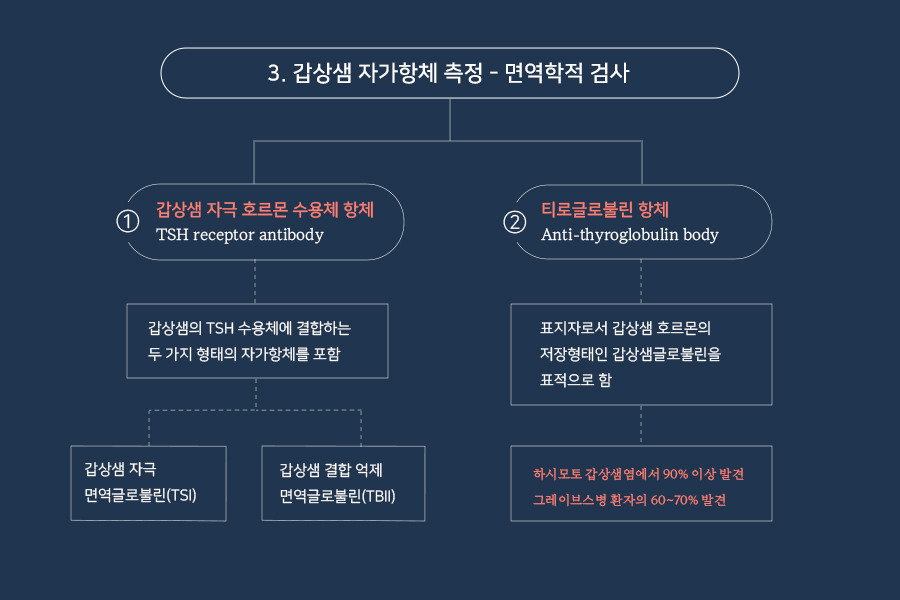 3. 갑상샘 자가항체 측정 - 면역학적 검사
① 갑상샘 자극 호르몬 수용체 항체
TSH receptor antibody
② 티로글로불린 항체
Anti-thyroglobulin body
갑상샘의 TSH 수용체에 결합하는
두 가지 형태의 자가항체를 포함
표지자로서 갑상샘 호르몬의
저장형태인 갑상샘글로불린을
표적으로 함
갑상샘 자극
면역글로불린(TSI)
갑상샘 결합 억제
면역글로불린(TBII)
하시모토 갑상샘염에서 90% 이상 발견
그레이브스병 환자의 60~70% 발견